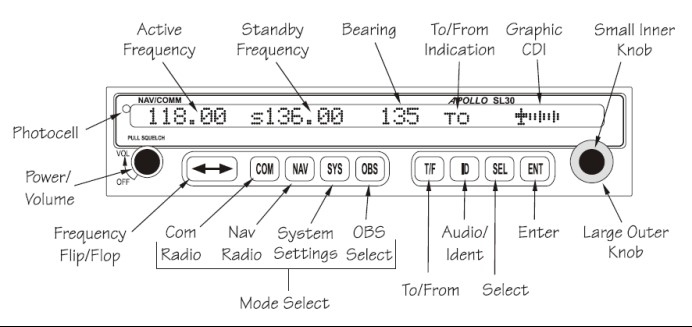 Active Frequency
Standby Frequency
Bearing
To/From Indication
Graphic CDI
Small Inner Knob
NAV/COMM
APOLLO SL30
118.00 s136.00 135 TO
Photocell
PULL SQUELCH
VOL
OFF
COM
NAV
SYS
OBS
T/F
ID
SEL
ENT
Power/ Volume
Frequency Flip/Flop
Com Radio
Nav Radio
System Settings
OBS Select
Audio/ Ident
Enter
Large Outer Knob
To/From
Select
Mode Select